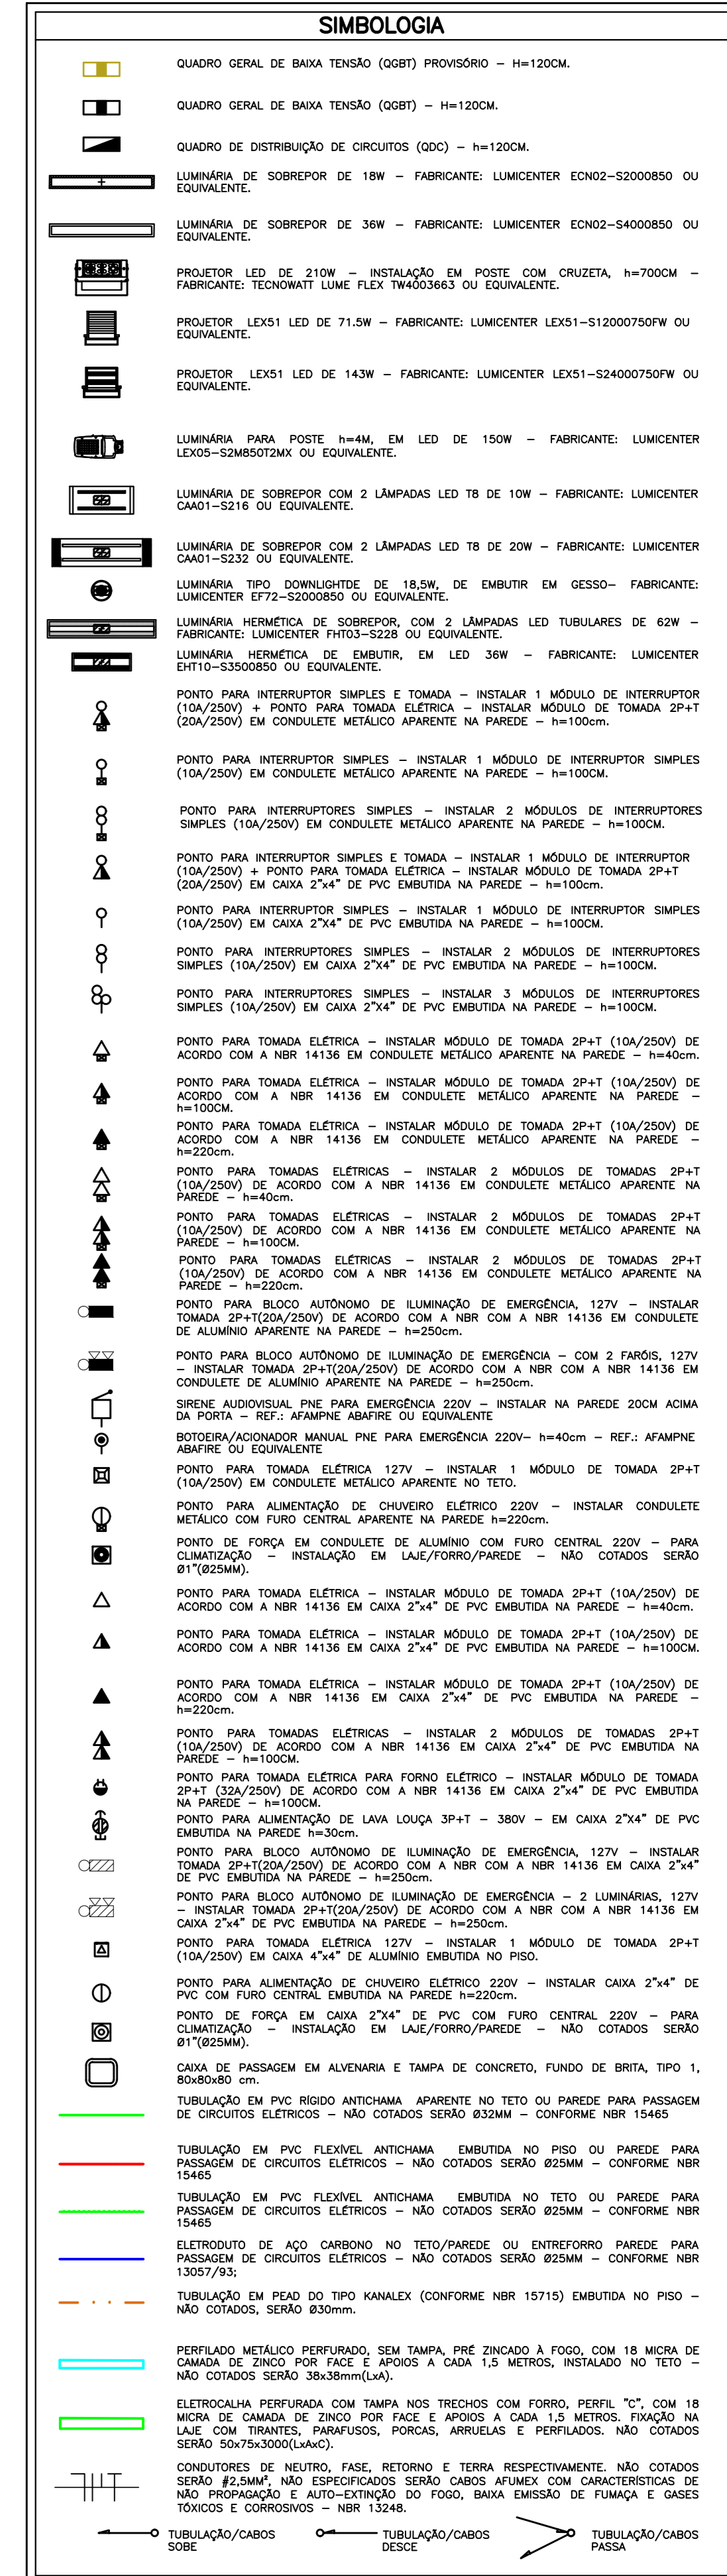 SIMBOLOGIA
QUADRO GERAL DE BAIXA TENSÃO (QGBT) PROVISÓRIO – H=120CM.
QUADRO GERAL DE BAIXA TENSÃO (QGBT) – H=120CM.
QUADRO DE DISTRIBUIÇÃO DE CIRCUITOS (QDC) – h=120CM.
LUMINÁRIA DE SOBREPOR DE 18W – FABRICANTE: LUMICENTER ECN02–S2000850 OU
EQUIVALENTE.
LUMINÁRIA DE SOBREPOR DE 36W – FABRICANTE: LUMICENTER ECN02–S4000850 OU
EQUIVALENTE.
PROJETOR LED DE 210W – INSTALAÇÃO EM POSTE COM CRUZETA, h=700CM –
FABRICANTE: TECNOWATT LUME FLEX TW4003663 OU EQUIVALENTE.
PROJETOR LEX51 LED DE 71.5W – FABRICANTE: LUMICENTER LEX51–S12000750FW OU
EQUIVALENTE.
PROJETOR LEX51 LED DE 143W – FABRICANTE: LUMICENTER LEX51–S24000750FW OU
EQUIVALENTE.
LUMINÁRIA PARA POSTE h=4M, EM LED DE 150W – FABRICANTE: LUMICENTER
LEX05–S2M850T2MX OU EQUIVALENTE.
LUMINÁRIA DE SOBREPOR COM 2 LÂMPADAS LED T8 DE 10W – FABRICANTE: LUMICENTER
CAA01–S216 OU EQUIVALENTE.
LUMINÁRIA DE SOBREPOR COM 2 LÂMPADAS LED T8 DE 20W – FABRICANTE: LUMICENTER
CAA01–S232 OU EQUIVALENTE.
LUMINÁRIA TIPO DOWNLIGHTDE DE 18,5W, DE EMBUTIR EM GESSO– FABRICANTE:
LUMICENTER EF72–S2000850 OU EQUIVALENTE.
LUMINÁRIA HERMÉTICA DE SOBREPOR, COM 2 LÂMPADAS LED TUBULARES DE 62W –
FABRICANTE: LUMICENTER FHT03–S228 OU EQUIVALENTE.
LUMINÁRIA HERMÉTICA DE EMBUTIR, EM LED 36W – FABRICANTE: LUMICENTER
EHT10–S3500850 OU EQUIVALENTE.
PONTO PARA INTERRUPTOR SIMPLES E TOMADA – INSTALAR 1 MÓDULO DE INTERRUPTOR
(10A/250V) + PONTO PARA TOMADA ELÉTRICA – INSTALAR MÓDULO DE TOMADA 2P+T
(20A/250V) EM CONDULETE METÁLICO APARENTE NA PAREDE – h=100cm.
PONTO PARA INTERRUPTOR SIMPLES – INSTALAR 1 MÓDULO DE INTERRUPTOR SIMPLES
(10A/250V) EM CONDULETE METÁLICO APARENTE NA PAREDE – h=100CM.
PONTO PARA INTERRUPTORES SIMPLES – INSTALAR 2 MÓDULOS DE INTERRUPTORES
SIMPLES (10A/250V) EM CONDULETE METÁLICO APARENTE NA PAREDE – h=100CM.
PONTO PARA INTERRUPTOR SIMPLES E TOMADA – INSTALAR 1 MÓDULO DE INTERRUPTOR
(10A/250V) + PONTO PARA TOMADA ELÉTRICA – INSTALAR MÓDULO DE TOMADA 2P+T
(20A/250V) EM CAIXA 2"x4" DE PVC EMBUTIDA NA PAREDE – h=100cm.
PONTO PARA INTERRUPTOR SIMPLES – INSTALAR 1 MÓDULO DE INTERRUPTOR SIMPLES
(10A/250V) EM CAIXA 2"X4" DE PVC EMBUTIDA NA PAREDE – h=100CM.
PONTO PARA INTERRUPTORES SIMPLES – INSTALAR 2 MÓDULOS DE INTERRUPTORES
SIMPLES (10A/250V) EM CAIXA 2"X4" DE PVC EMBUTIDA NA PAREDE – h=100CM.
PONTO PARA INTERRUPTORES SIMPLES – INSTALAR 3 MÓDULOS DE INTERRUPTORES
SIMPLES (10A/250V) EM CAIXA 2"X4" DE PVC EMBUTIDA NA PAREDE – h=100CM.
PONTO PARA TOMADA ELÉTRICA – INSTALAR MÓDULO DE TOMADA 2P+T (10A/250V) DE
ACORDO COM A NBR 14136 EM CONDULETE METÁLICO APARENTE NA PAREDE – h=40cm.
PONTO PARA TOMADA ELÉTRICA – INSTALAR MÓDULO DE TOMADA 2P+T (10A/250V) DE
ACORDO COM A NBR 14136 EM CONDULETE METÁLICO APARENTE NA PAREDE –
h=100CM.
PONTO PARA TOMADA ELÉTRICA – INSTALAR MÓDULO DE TOMADA 2P+T (10A/250V) DE
ACORDO COM A NBR 14136 EM CONDULETE METÁLICO APARENTE NA PAREDE –
h=220cm.
PONTO PARA TOMADAS ELÉTRICAS – INSTALAR 2 MÓDULOS DE TOMADAS 2P+T
(10A/250V) DE ACORDO COM A NBR 14136 EM CONDULETE METÁLICO APARENTE NA
PAREDE – h=40cm.
PONTO PARA TOMADAS ELÉTRICAS – INSTALAR 2 MÓDULOS DE TOMADAS 2P+T
(10A/250V) DE ACORDO COM A NBR 14136 EM CONDULETE METÁLICO APARENTE NA
PAREDE – h=100CM.
PONTO PARA TOMADAS ELÉTRICAS – INSTALAR 2 MÓDULOS DE TOMADAS 2P+T
(10A/250V) DE ACORDO COM A NBR 14136 EM CONDULETE METÁLICO APARENTE NA
PAREDE – h=220cm.
PONTO PARA BLOCO AUTÔNOMO DE ILUMINAÇÃO DE EMERGÊNCIA, 127V – INSTALAR
TOMADA 2P+T(20A/250V) DE ACORDO COM A NBR COM A NBR 14136 EM CONDULETE
DE ALUMÍNIO APARENTE NA PAREDE – h=250cm.
PONTO PARA BLOCO AUTÔNOMO DE ILUMINAÇÃO DE EMERGÊNCIA – COM 2 FARÓIS, 127V
– INSTALAR TOMADA 2P+T(20A/250V) DE ACORDO COM A NBR COM A NBR 14136 EM
CONDULETE DE ALUMÍNIO APARENTE NA PAREDE – h=250cm.
SIRENE AUDIOVISUAL PNE PARA EMERGÊNCIA 220V – INSTALAR NA PAREDE 20CM ACIMA
DA PORTA – REF.: AFAMPNE ABAFIRE OU EQUIVALENTE
BOTOEIRA/ACIONADOR MANUAL PNE PARA EMERGÊNCIA 220V– h=40cm – REF.: AFAMPNE
ABAFIRE OU EQUIVALENTE
PONTO PARA TOMADA ELÉTRICA 127V – INSTALAR 1 MÓDULO DE TOMADA 2P+T
(10A/250V) EM CONDULETE METÁLICO APARENTE NO TETO.
PONTO PARA ALIMENTAÇÃO DE CHUVEIRO ELÉTRICO 220V – INSTALAR CONDULETE
METÁLICO COM FURO CENTRAL APARENTE NA PAREDE h=220cm.
PONTO DE FORÇA EM CONDULETE DE ALUMÍNIO COM FURO CENTRAL 220V – PARA
CLIMATIZAÇÃO – INSTALAÇÃO EM LAJE/FORRO/PAREDE – NÃO COTADOS SERÃO
Ø1"(Ø25MM).
PONTO PARA TOMADA ELÉTRICA – INSTALAR MÓDULO DE TOMADA 2P+T (10A/250V) DE
ACORDO COM A NBR 14136 EM CAIXA 2"x4" DE PVC EMBUTIDA NA PAREDE – h=40cm.
PONTO PARA TOMADA ELÉTRICA – INSTALAR MÓDULO DE TOMADA 2P+T (10A/250V) DE
ACORDO COM A NBR 14136 EM CAIXA 2"x4" DE PVC EMBUTIDA NA PAREDE – h=100CM.
PONTO PARA TOMADA ELÉTRICA – INSTALAR MÓDULO DE TOMADA 2P+T (10A/250V) DE
ACORDO COM A NBR 14136 EM CAIXA 2"x4" DE PVC EMBUTIDA NA PAREDE –
h=220cm.
PONTO PARA TOMADAS ELÉTRICAS – INSTALAR 2 MÓDULOS DE TOMADAS 2P+T
(10A/250V) DE ACORDO COM A NBR 14136 EM CAIXA 2"x4" DE PVC EMBUTIDA NA
PAREDE – h=100CM.
PONTO PARA TOMADA ELÉTRICA PARA FORNO ELÉTRICO – INSTALAR MÓDULO DE TOMADA
2P+T (32A/250V) DE ACORDO COM A NBR 14136 EM CAIXA 2"x4" DE PVC EMBUTIDA
NA PAREDE – h=100CM.
PONTO PARA ALIMENTAÇÃO DE LAVA LOUÇA 3P+T – 380V – EM CAIXA 2"X4" DE PVC
EMBUTIDA NA PAREDE h=30cm.
PONTO PARA BLOCO AUTÔNOMO DE ILUMINAÇÃO DE EMERGÊNCIA, 127V – INSTALAR
TOMADA 2P+T(20A/250V) DE ACORDO COM A NBR COM A NBR 14136 EM CAIXA 2"x4"
DE PVC EMBUTIDA NA PAREDE – h=250cm.
PONTO PARA BLOCO AUTÔNOMO DE ILUMINAÇÃO DE EMERGÊNCIA – 2 LUMINÁRIAS, 127V
– INSTALAR TOMADA 2P+T(20A/250V) DE ACORDO COM A NBR COM A NBR 14136 EM
CAIXA 2"x4" DE PVC EMBUTIDA NA PAREDE – h=250cm.
PONTO PARA TOMADA ELÉTRICA 127V – INSTALAR 1 MÓDULO DE TOMADA 2P+T
(10A/250V) EM CAIXA 4"x4" DE ALUMÍNIO EMBUTIDA NO PISO.
PONTO PARA ALIMENTAÇÃO DE CHUVEIRO ELÉTRICO 220V – INSTALAR CAIXA 2"x4" DE
PVC COM FURO CENTRAL EMBUTIDA NA PAREDE h=220cm.
PONTO DE FORÇA EM CAIXA 2"X4" DE PVC COM FURO CENTRAL 220V – PARA
CLIMATIZAÇÃO – INSTALAÇÃO EM LAJE/FORRO/PAREDE – NÃO COTADOS SERÃO
Ø1"(Ø25MM).
CAIXA DE PASSAGEM EM ALVENARIA E TAMPA DE CONCRETO, FUNDO DE BRITA, TIPO 1,
80x80x80 cm.
TUBULAÇÃO EM PVC RÍGIDO ANTICHAMA APARENTE NO TETO OU PAREDE PARA PASSAGEM
DE CIRCUITOS ELÉTRICOS – NÃO COTADOS SERÃO Ø32MM – CONFORME NBR 15465
TUBULAÇÃO EM PVC FLEXÍVEL ANTICHAMA EMBUTIDA NO PISO OU PAREDE PARA
PASSAGEM DE CIRCUITOS ELÉTRICOS – NÃO COTADOS SERÃO Ø25MM – CONFORME NBR
15465
TUBULAÇÃO EM PVC FLEXÍVEL ANTICHAMA EMBUTIDA NO TETO OU PAREDE PARA
PASSAGEM DE CIRCUITOS ELÉTRICOS – NÃO COTADOS SERÃO Ø25MM – CONFORME NBR
15465
ELETRODUTO DE AÇO CARBONO NO TETO/PAREDE OU ENTREFORRO PAREDE PARA
PASSAGEM DE CIRCUITOS ELÉTRICOS – NÃO COTADOS SERÃO Ø25MM – CONFORME NBR
13057/93;
TUBULAÇÃO EM PEAD DO TIPO KANALEX (CONFORME NBR 15715) EMBUTIDA NO PISO –
NÃO COTADOS, SERÃO Ø30mm.
PERFILADO METÁLICO PERFURADO, SEM TAMPA, PRÉ ZINCADO À FOGO, COM 18 MICRA DE
CAMADA DE ZINCO POR FACE E APOIOS A CADA 1,5 METROS, INSTALADO NO TETO –
NÃO COTADOS SERÃO 38x38mm(LxA).
ELETROCALHA PERFURADA COM TAMPA NOS TRECHOS COM FORRO, PERFIL "C", COM 18
MICRA DE CAMADA DE ZINCO POR FACE E APOIOS A CADA 1,5 METROS. FIXAÇÃO NA
LAJE COM TIRANTES, PARAFUSOS, PORCAS, ARRUELAS E PERFILADOS. NÃO COTADOS
SERÃO 50x75x3000(LxAxC).
CONDUTORES DE NEUTRO, FASE, RETORNO E TERRA RESPECTIVAMENTE. NÃO COTADOS
SERÃO #2,5MM², NÃO ESPECIFICADOS SERÃO CABOS AFUMEX COM CARACTERÍSTICAS DE
NÃO PROPAGAÇÃO E AUTO–EXTINÇÃO DO FOGO, BAIXA EMISSÃO DE FUMAÇA E GASES
TÓXICOS E CORROSIVOS – NBR 13248.
TUBULAÇÃO/CABOS
SOBE
TUBULAÇÃO/CABOS
DESCE
TUBULAÇÃO/CABOS
PASSA